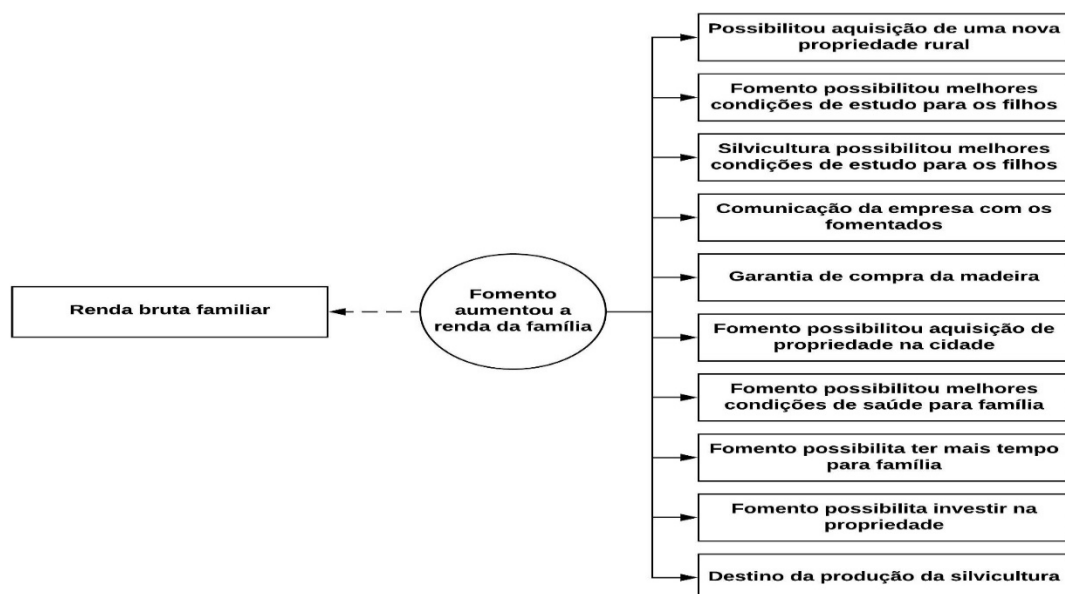 Possibilitou aquisição de uma nova
propriedade rural
Fomento possibilitou melhores
condições de estudo para os filhos
Silvicultura possibilitou melhores
condições de estudo para os filhos
Comunicação da empresa com os
fomentados
Garantia de compra da madeira
Renda bruta familiar
Fomento
aumentou a
renda da família
Fomento possibilitou aquisição de
propriedade na cidade
Fomento possibilitou melhores
condições de saúde para família
Fomento possibilita ter mais tempo
para família
Fomento possibilita investir na
propriedade
Destino da produção da silvicultura